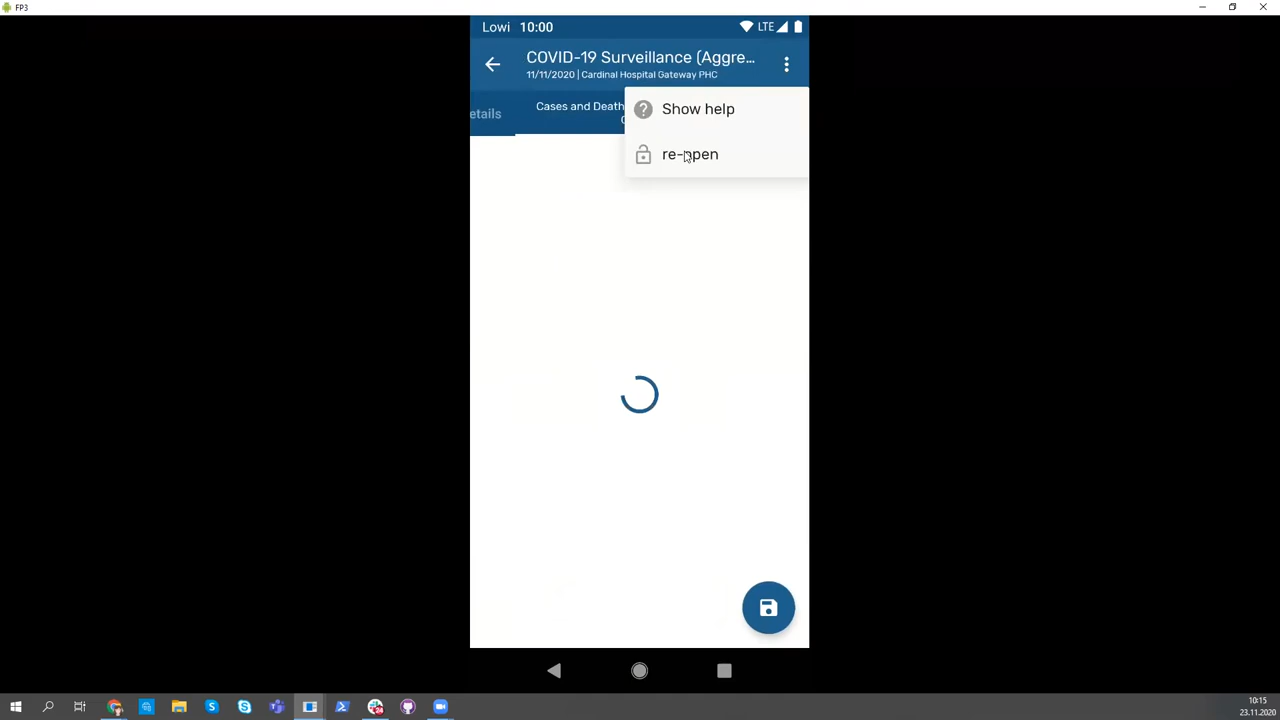 FP3
Lowi 10:00
LTE
COVID-19 Surveillance (Aggre...
11/11/2020 | Cardinal Hospital Gateway PHC
etails
Cases and Death
Show help
re-open
10:15
23.11.2020